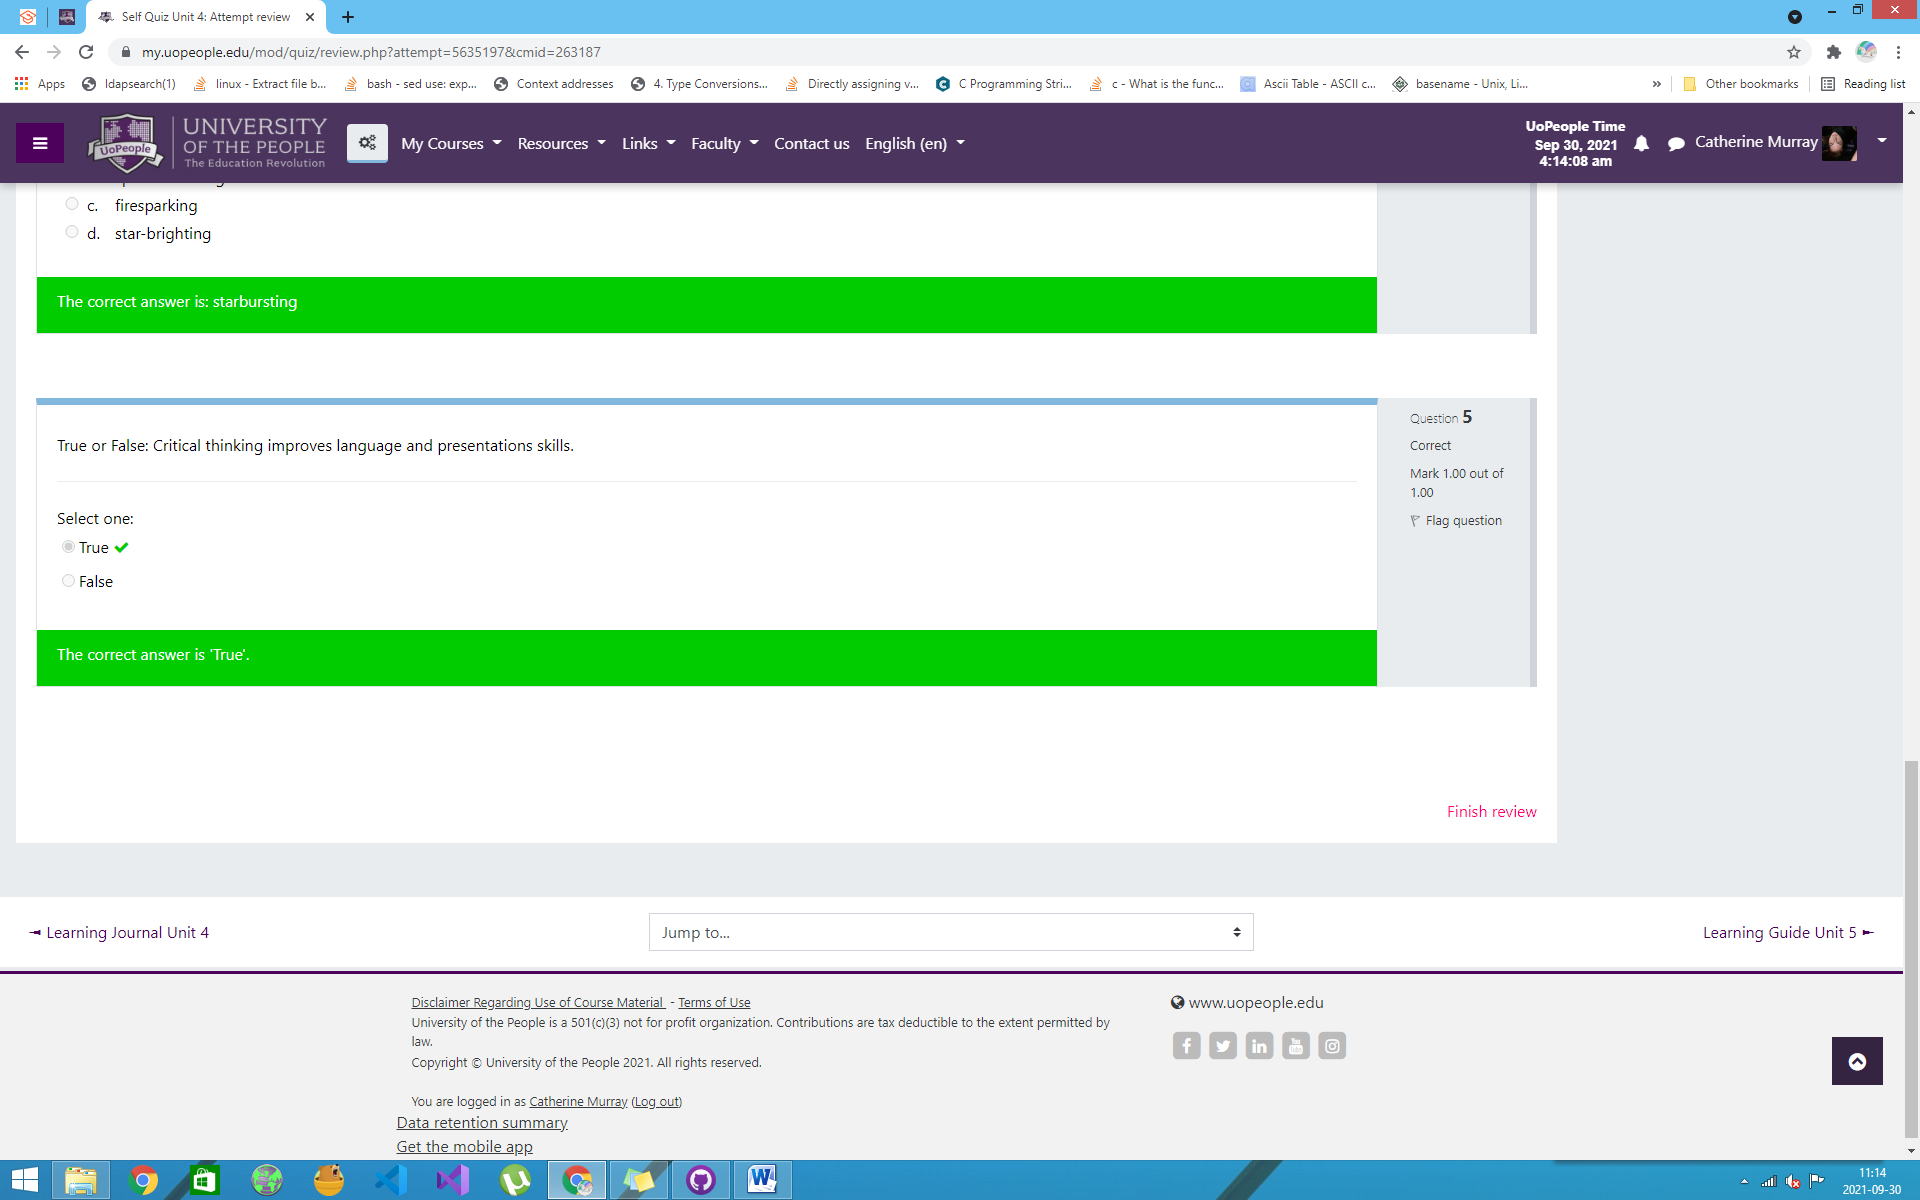 Self Quiz Unit 4: Attempt review
my.uopeople.edu/mod/quiz/review.php?attempt=5635197&cmid=263187
Apps ldapsearch(1) linux - Extract file b... bash - sed use: exp... Context addresses 4. Type Conversions... Directly assigning v... C Programming Stri... c - What is the func... Ascii Table - ASCII c... basename - Unix, Li... » Other bookmarks Reading list
UoPeople
UNIVERSITY
OF THE PEOPLE
The Education Revolution
My Courses Resources Links Faculty Contact us English (en)
UoPeople Time
Sep 30, 2021
4:14:08 am
Catherine Murray
c. firesparking
d. star-brighting
The correct answer is: starbursting
True or False: Critical thinking improves language and presentations skills.
Select one:
True
False
The correct answer is 'True'.
Question 5
Correct
Mark 1.00 out of
1.00
Flag question
Finish review
Learning Journal Unit 4
Jump to...
Learning Guide Unit 5
Disclaimer Regarding Use of Course Material - Terms of Use
University of the People is a 501(c)(3) not for profit organization. Contributions are tax deductible to the extent permitted by
law.
Copyright © University of the People 2021. All rights reserved.
You are logged in as Catherine Murray (Log out)
Data retention summary
Get the mobile app
www.uopeople.edu
11:14
2021-09-30